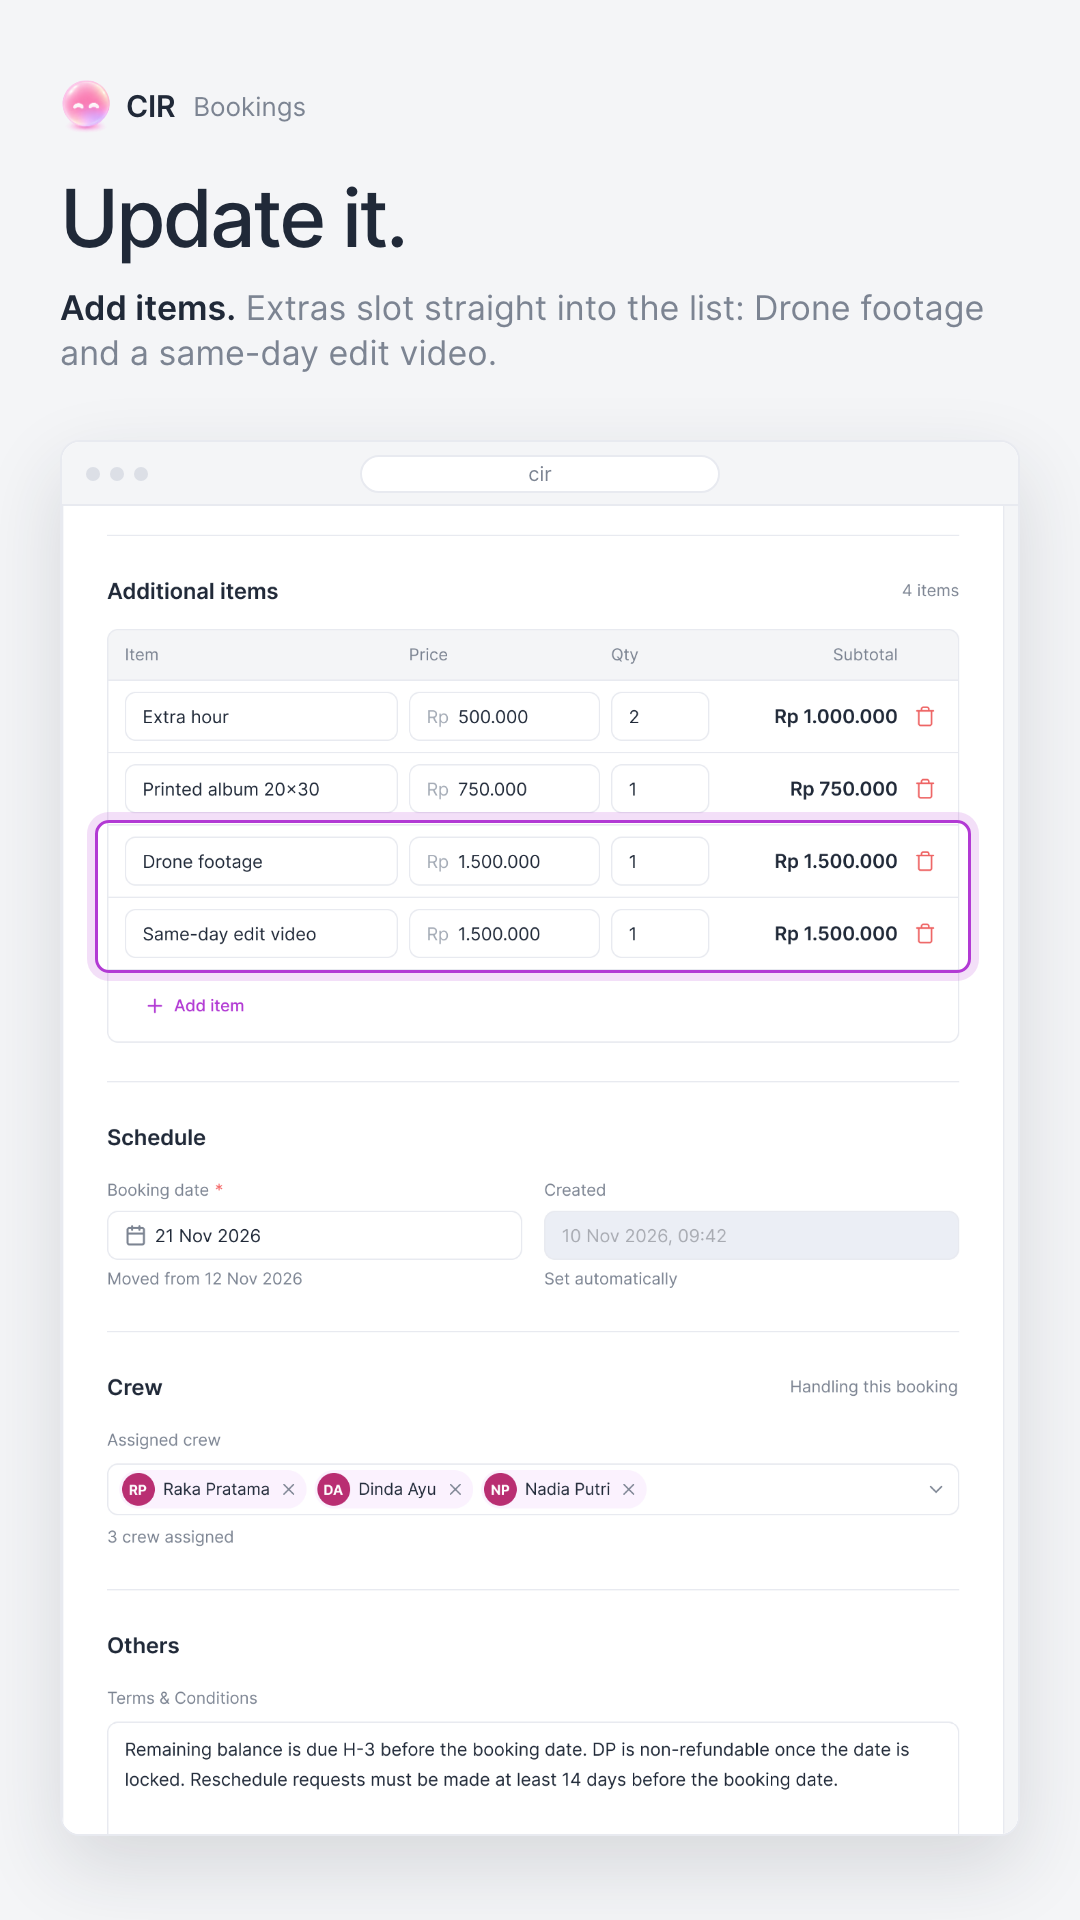 CIR Bookings
Update it.
Add items. Extras slot straight into the list: Drone footage
and a same-day edit video.
cir
Additional items 4 items
Item Price Qty Subtotal
Extra hour Rp 500.000 2 Rp 1.000.000
Printed album 20×30 Rp 750.000 1 Rp 750.000
Drone footage Rp 1.500.000 1 Rp 1.500.000
Same-day edit video Rp 1.500.000 1 Rp 1.500.000
+ Add item
Schedule
Booking date * Created
21 Nov 2026 10 Nov 2026, 09:42
Moved from 12 Nov 2026 Set automatically
Crew Handling this booking
Assigned crew
RP Raka Pratama DA Dinda Ayu NP Nadia Putri
3 crew assigned
Others
Terms & Conditions
Remaining balance is due H-3 before the booking date. DP is non-refundable once the date is
locked. Reschedule requests must be made at least 14 days before the booking date.